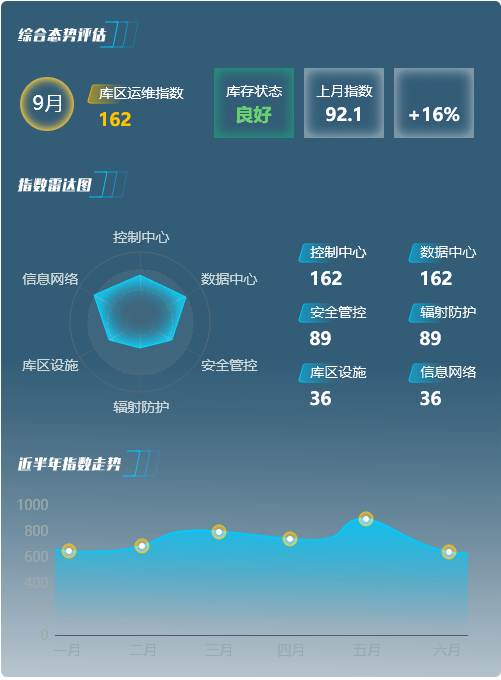 综合态势评估
9月
库区运维指数
162
库存状态
良好
上月指数
92.1
+16%
指数雷达图
控制中心
数据中心
安全管控
辐射防护
库区设施
信息网络
控制中心
162
数据中心
162
安全管控
89
辐射防护
89
库区设施
36
信息网络
36
近半年指数走势
1000
800
600
400
0
一月 二月 三月 四月 五月 六月